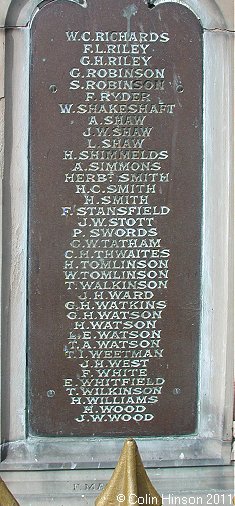 W.C. RICHARDS
F.L. RILEY
G.H. RILEY
G. ROBINSON
S. ROBINSON
F. RYDER
W. SHAKESHAFT
A. SHAW
J.W. SHAW
L. SHAW
H. SHIMMELDS
A. SIMMONS
HERBT SMITH
H.C. SMITH
H. SMITH
F. STANSFIELD
J.W. STOTT
P. SWORDS
G.W. TATHAM
C.H. THWAITES
H. TOMLINSON
W. TOMLINSON
T. WALKINSON
J.H. WARD
G.H. WATKINS
G.H. WATSON
H. WATSON
L.E. WATSON
T.A. WATSON
T.I. WEETMAN
J.H. WEST
F. WHITE
E. WHITFIELD
T. WILKINSON
H. WILLIAMS
H. WOOD
J.W. WOOD
© Colin Hinson 2011